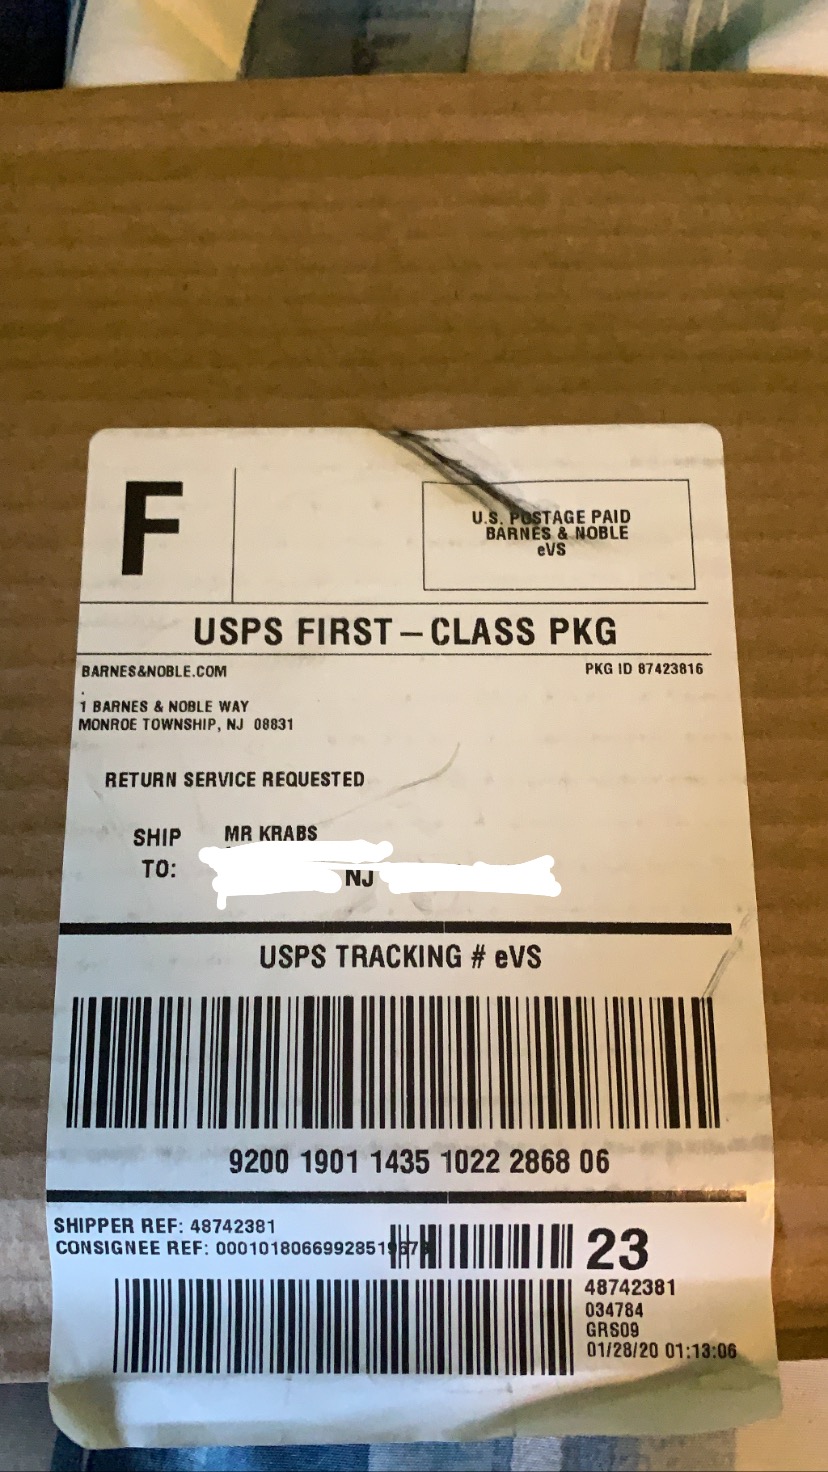 F
U.S. POSTAGE PAID
BARNES & NOBLE
eVS
USPS FIRST-CLASS PKG
BARNES&NOBLE.COM
PKG ID 87423816
1 BARNES & NOBLE WAY
MONROE TOWNSHIP, NJ 08831
RETURN SERVICE REQUESTED
SHIP TO:
MR KRABS
NJ
USPS TRACKING # eVS
9200 1901 1435 1022 2868 06
SHIPPER REF: 48742381
CONSIGNEE REF:
23
48742381
034784
GRS09
01/28/20 01:13:06